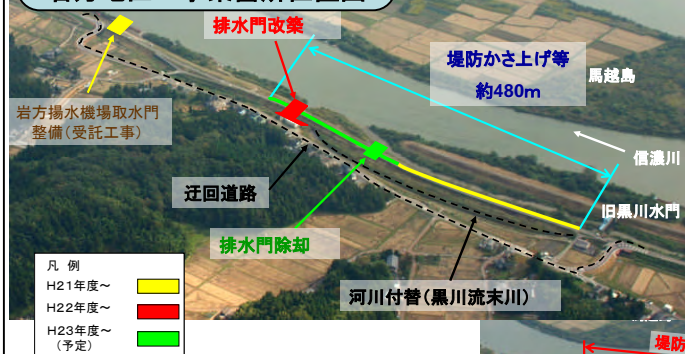 排水門改築
堤防かさ上げ等
約480m
馬越島
岩方揚水機場取水門
整備(受託工事)
信濃川
迂回道路
旧黒川水門
排水門除却
河川付替(黒川流末川)
凡 例
H21年度～
H22年度～
H23年度～
(予定)
堤防